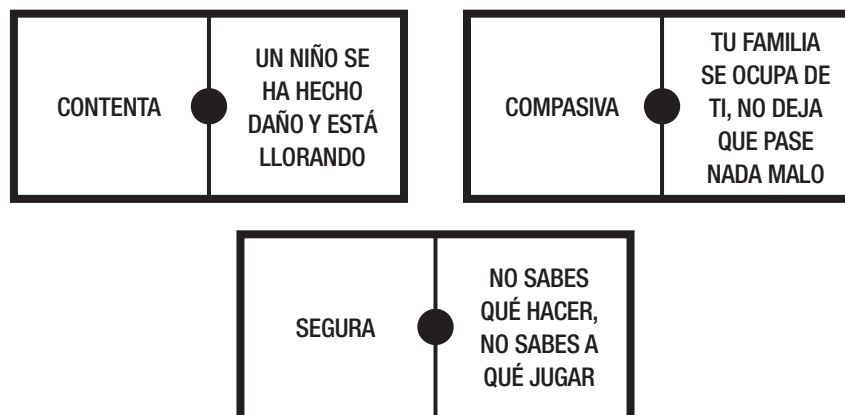 CONTENTA
UN NIÑO SE
HA HECHO
DAÑO Y ESTÁ
LLORANDO
COMPASIVA
TU FAMILIA
SE OCUPA DE
TI, NO DEJA
QUE PASE
NADA MALO
SEGURA
NO SABES
QUÉ HACER,
NO SABES A
QUÉ JUGAR